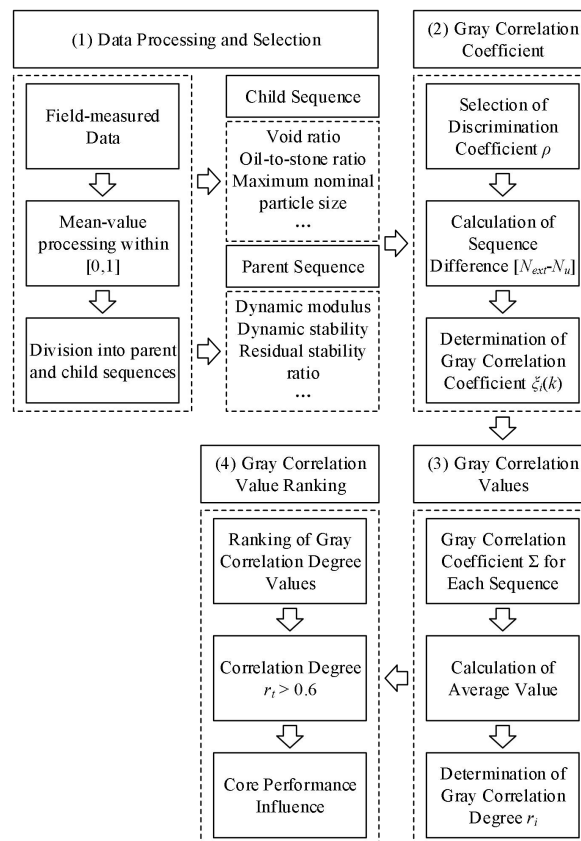 (1) Data Processing and Selection
Field-measured
Data
Mean-value
processing within
[0,1]
Division into parent
and child sequences
Child Sequence
Void ratio
Oil-to-stone ratio
Maximum nominal
particle size
...
Parent Sequence
Dynamic modulus
Dynamic stability
Residual stability
ratio
...
(2) Gray Correlation
Coefficient
Selection of
Discrimination
Coefficient ρ
Calculation of
Sequence
Difference [Next-Nu]
Determination of
Gray Correlation
Coefficient ξi(k)
(3) Gray Correlation
Values
Gray Correlation
Coefficient Σ for
Each Sequence
Calculation of
Average Value
Determination of
Gray Correlation
Degree ri
(4) Gray Correlation
Value Ranking
Ranking of Gray
Correlation Degree
Values
Correlation Degree
rt > 0.6
Core Performance
Influence